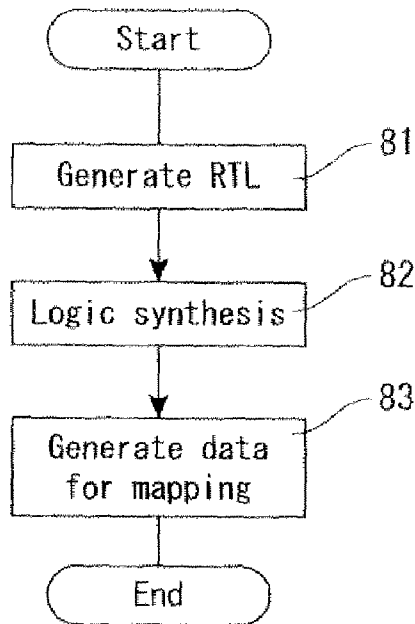 Start
81
Generate RTL
82
Logic synthesis
83
Generate data
for mapping
End